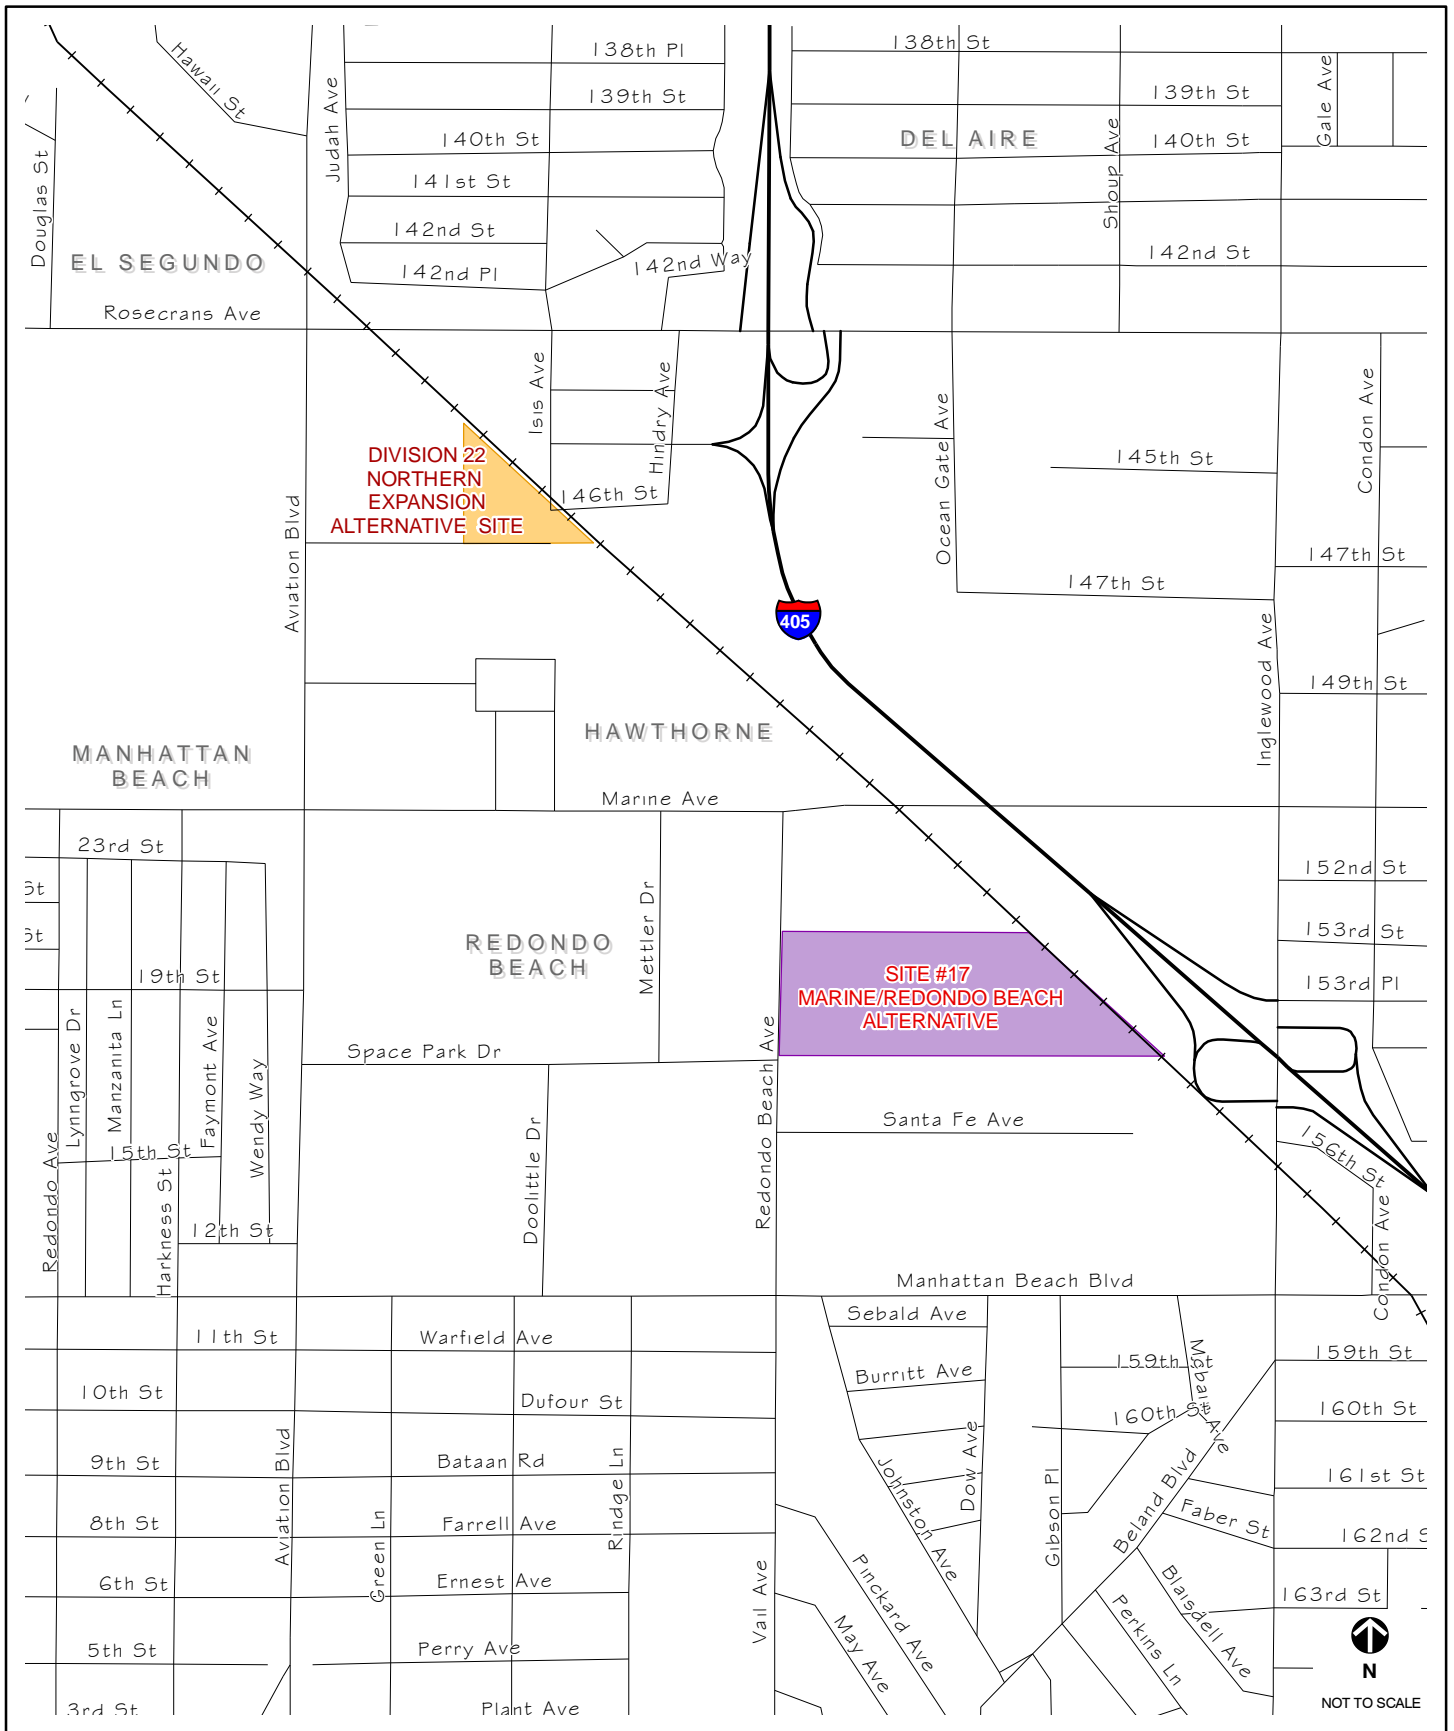 138th Pl
138th St
Hawaii St
Judah Ave
139th St
139th St
Gale Ave
140th St
DEL AIRE
Shoup Ave
140th St
Douglas St
141st St
142nd St
142nd Way
142nd St
EL SEGUNDO
142nd Pl
Rosecrans Ave
Isis Ave
Hindry Ave
Ocean Gate Ave
Condon Ave
DIVISION 22
NORTHERN
EXPANSION
ALTERNATIVE SITE
145th St
146th St
Aviation Blvd
147th St
147th St
405
Inglewood Ave
149th St
HAWTHORNE
MANHATTAN
BEACH
Marine Ave
23rd St
152nd St
St
St
Mettler Dr
REDONDO
BEACH
153rd St
19th St
SITE #17
MARINE/REDONDO BEACH
ALTERNATIVE
153rd Pl
Lynngrove Dr
Manzanita Ln
Faymont Ave
Wendy Way
Space Park Dr
Redondo Beach Ave
Santa Fe Ave
Redondo Ave
15th St
Harkness St
Doolittle Dr
156th St
12th St
Condon Ave
Manhattan Beach Blvd
Sebald Ave
11th St
Warfield Ave
159th St
Mcbain Ave
159th St
Burritt Ave
10th St
Dufour St
160th St
160th St
Aviation Blvd
9th St
Bataan Rd
Rindge Ln
Johnston Ave
Dow Ave
Gibson Pl
Beland Blvd
161st St
8th St
Green Ln
Farrell Ave
Faber St
162nd S
6th St
Ernest Ave
Vail Ave
Pinckard Ave
Perkins Ln
Blaisdell Ave
163rd St
5th St
Perry Ave
May Ave
N
3rd St
Plant Ave
NOT TO SCALE